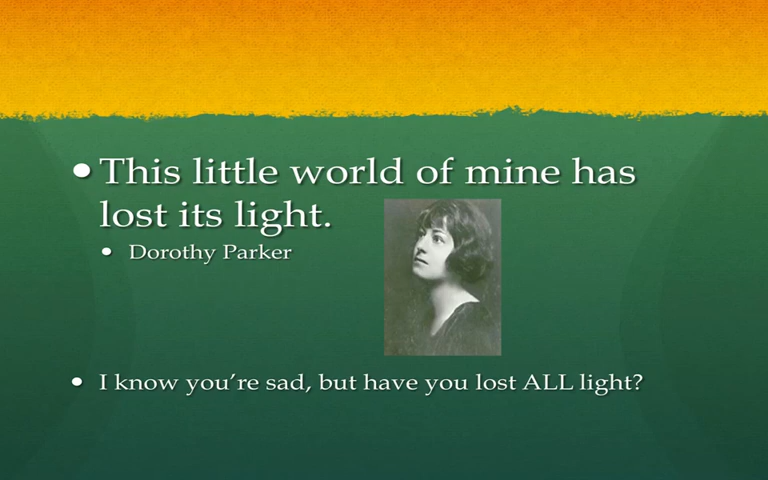 This little world of mine has
lost its light.
Dorothy Parker
I know you’re sad, but have you lost ALL light?